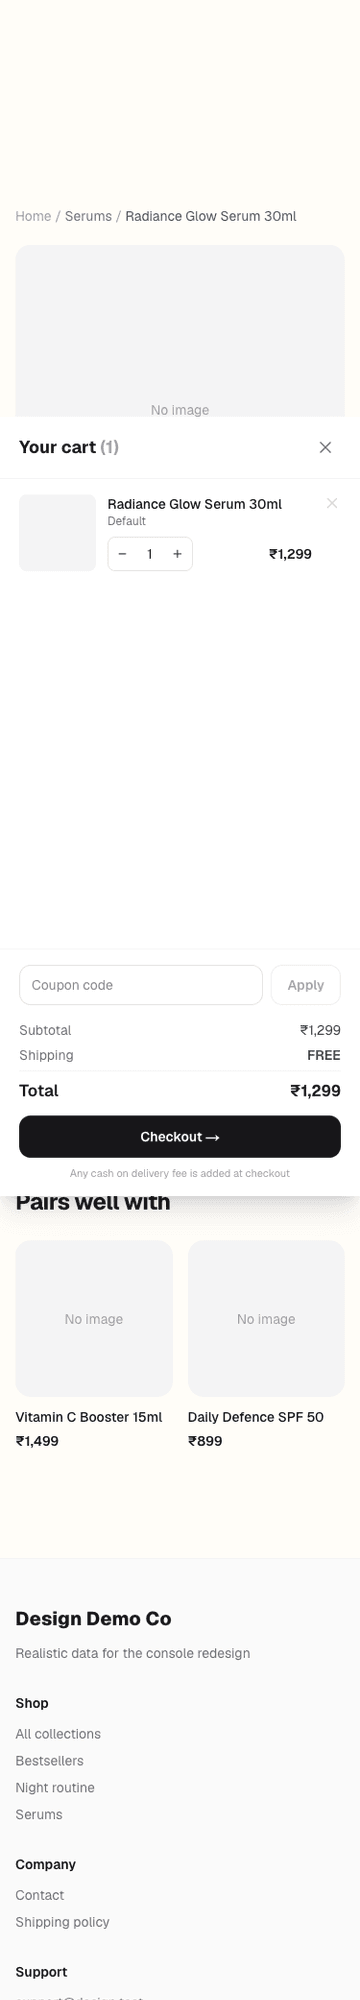 Home / Serums / Radiance Glow Serum 30ml
No image
Your cart (1)
Radiance Glow Serum 30ml
Default
− 1 + ₹1,299
Coupon code Apply
Subtotal ₹1,299
Shipping FREE
Total ₹1,299
Checkout →
Any cash on delivery fee is added at checkout
Pairs well with
No image No image
Vitamin C Booster 15ml Daily Defence SPF 50
₹1,499 ₹899
Design Demo Co
Realistic data for the console redesign
Shop
All collections
Bestsellers
Night routine
Serums
Company
Contact
Shipping policy
Support